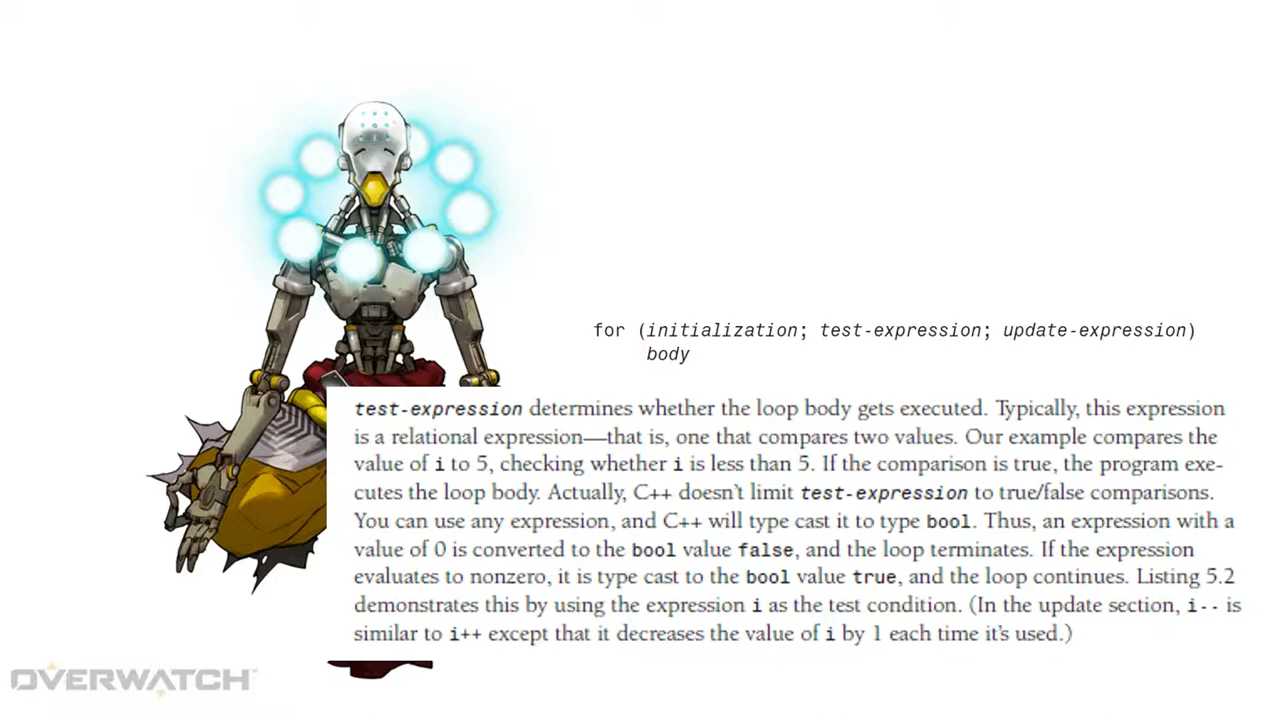 for (initialization; test-expression; update-expression)
body
test-expression determines whether the loop body gets executed. Typically, this expression
is a relational expression—that is, one that compares two values. Our example compares the
value of i to 5, checking whether i is less than 5. If the comparison is true, the program exe-
cutes the loop body. Actually, C++ doesn't limit test-expression to true/false comparisons.
You can use any expression, and C++ will type cast it to type bool. Thus, an expression with a
value of 0 is converted to the bool value false, and the loop terminates. If the expression
evaluates to nonzero, it is type cast to the bool value true, and the loop continues. Listing 5.2
demonstrates this by using the expression i as the test condition. (In the update section, i-- is
similar to i++ except that it decreases the value of i by 1 each time it's used.)
OVERWATCH